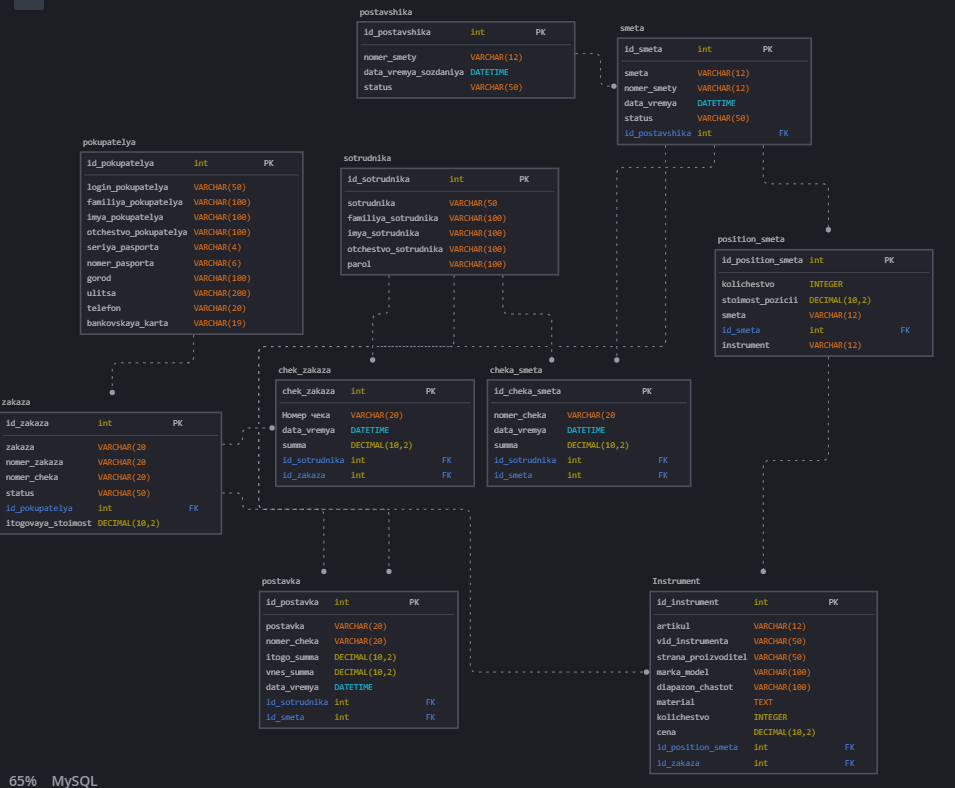 postavshika
id_postavshika int PK
nomer_smety VARCHAR(12)
data_vremya_sozdaniya DATETIME
status VARCHAR(50)
smeta
id_smeta int PK
smeta VARCHAR(12)
nomer_smety VARCHAR(12)
data_vremya DATETIME
status VARCHAR(50)
id_postavshika int FK
pokupatelya
id_pokupatelya int PK
login_pokupatelya VARCHAR(50)
familiya_pokupatelya VARCHAR(100)
imya_pokupatelya VARCHAR(100)
otchestvo_pokupatelya VARCHAR(100)
seriya_pasporta VARCHAR(4)
nomer_pasporta VARCHAR(6)
gorod VARCHAR(100)
ulitsa VARCHAR(200)
telefon VARCHAR(20)
bankovskaya_karta VARCHAR(19)
sotrudnika
id_sotrudnika int PK
sotrudnika VARCHAR(50
familiya_sotrudnika VARCHAR(100)
imya_sotrudnika VARCHAR(100)
otchestvo_sotrudnika VARCHAR(100)
parol VARCHAR(100)
position_smeta
id_position_smeta int PK
kolichestvo INTEGER
stoimost_pozicii DECIMAL(10,2)
smeta VARCHAR(12)
id_smeta int FK
instrument VARCHAR(12)
zakaza
id_zakaza int PK
zakaza VARCHAR(20
nomer_zakaza VARCHAR(20
nomer_cheka VARCHAR(20)
status VARCHAR(50)
id_pokupatelya int FK
itogovaya_stoimost DECIMAL(10,2)
chek_zakaza
chek_zakaza int PK
Номер чека VARCHAR(20)
data_vremya DATETIME
summa DECIMAL(10,2)
id_sotrudnika int FK
id_zakaza int FK
cheka_smeta
id_cheka_smeta int PK
nomer_cheka VARCHAR(20
data_vremya DATETIME
summa DECIMAL(10,2)
id_sotrudnika int FK
id_smeta int FK
postavka
id_postavka int PK
postavka VARCHAR(20)
nomer_cheka VARCHAR(20)
itogo_summa DECIMAL(10,2)
vnes_summa DECIMAL(10,2)
data_vremya DATETIME
id_sotrudnika int FK
id_smeta int FK
Instrument
id_instrument int PK
artikul VARCHAR(12)
vid_instrumenta VARCHAR(50)
strana_proizvoditel VARCHAR(50)
marka_model VARCHAR(100)
diapazon_chastot VARCHAR(100)
material TEXT
kolichestvo INTEGER
cena DECIMAL(10,2)
id_position_smeta int FK
id_zakaza int FK
65% MySQL